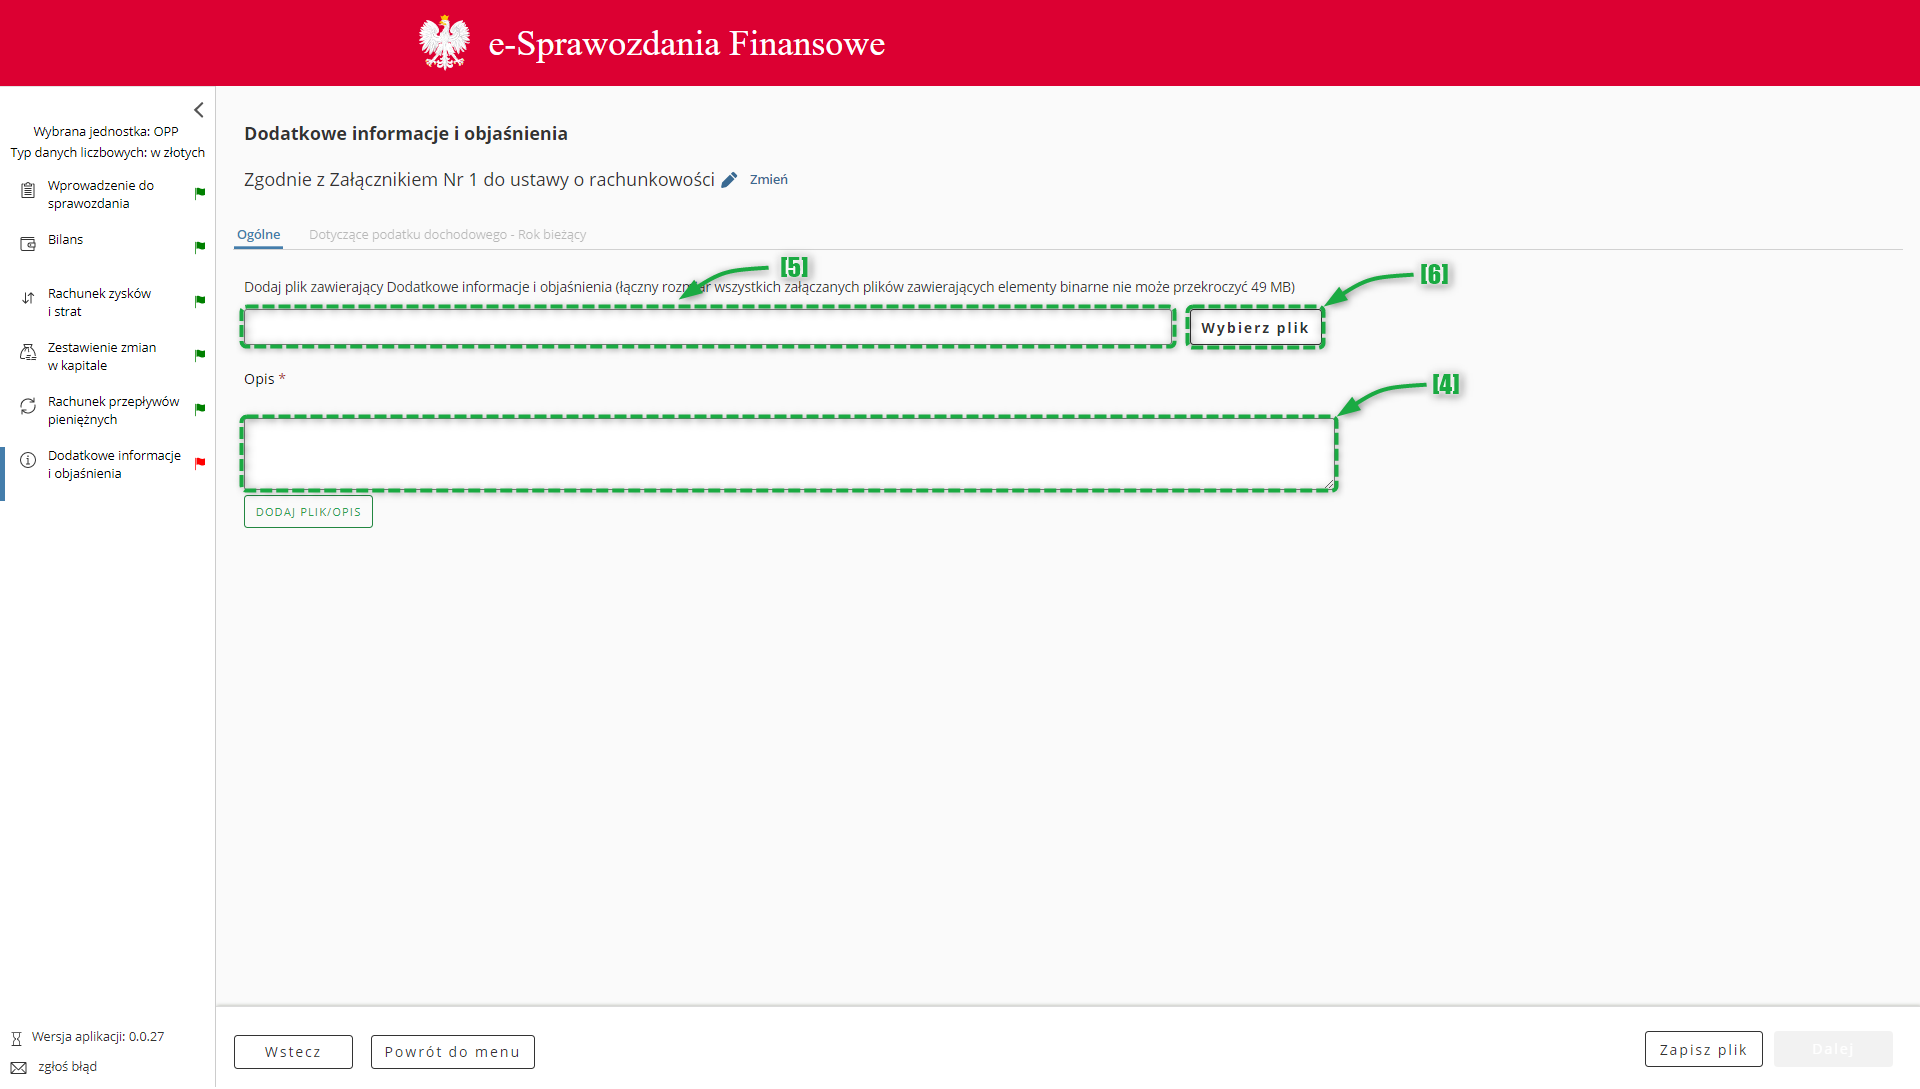 e-Sprawozdania Finansowe
Wybrana jednostka: OPP
Typ danych liczbowych: w złotych
Wprowadzenie do
sprawozdania
Bilans
Rachunek zysków
i strat
Zestawienie zmian
w kapitale
Rachunek przepływów
pieniężnych
Dodatkowe informacje
i objaśnienia
Wersja aplikacji: 0.0.27
zgłoś błąd
Dodatkowe informacje i objaśnienia
Zgodnie z Załącznikiem Nr 1 do ustawy o rachunkowości Zmień
Ogólne Dotyczące podatku dochodowego - Rok bieżący
[5]
[6]
Dodaj plik zawierający Dodatkowe informacje i objaśnienia (łączny rozmiar wszystkich załączanych plików zawierających elementy binarne nie może przekroczyć 49 MB)
Wybierz plik
Opis *
[4]
DODAJ PLIK/OPIS
Wstecz Powrót do menu Zapisz plik Dalej